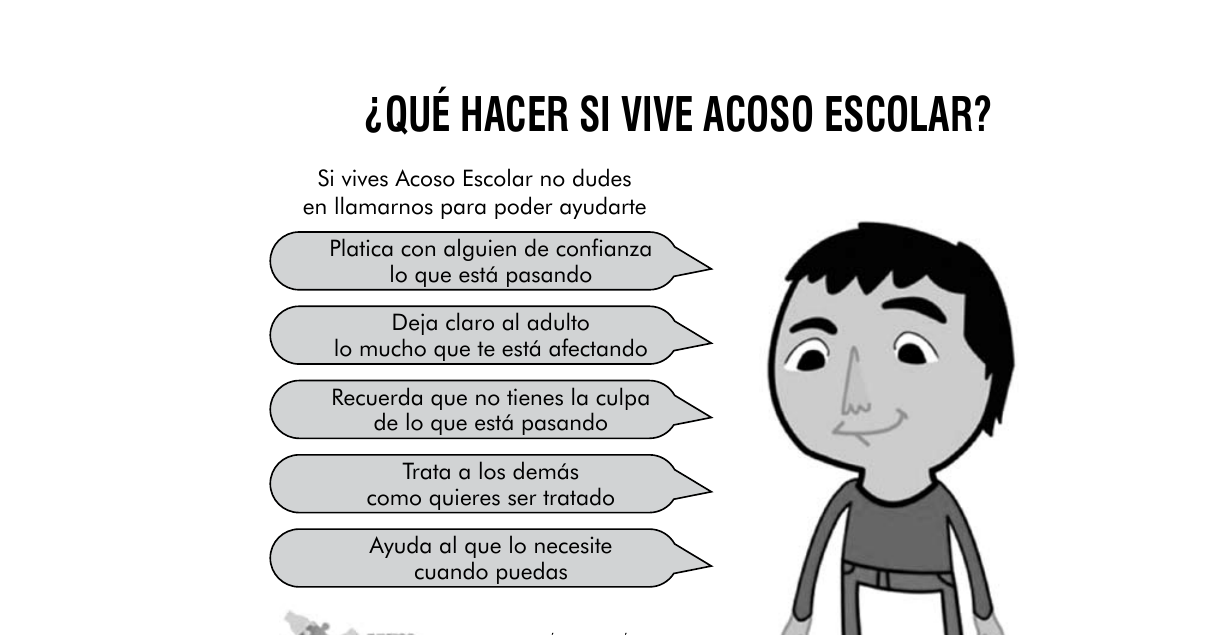 ¿QUÉ HACER SI VIVE ACOSO ESCOLAR?
Si vives Acoso Escolar no dudes
en llamarnos para poder ayudarte
Platica con alguien de confianza
lo que está pasando
Deja claro al adulto
lo mucho que te está afectando
Recuerda que no tienes la culpa
de lo que está pasando
Trata a los demás
como quieres ser tratado
Ayuda al que lo necesite
cuando puedas